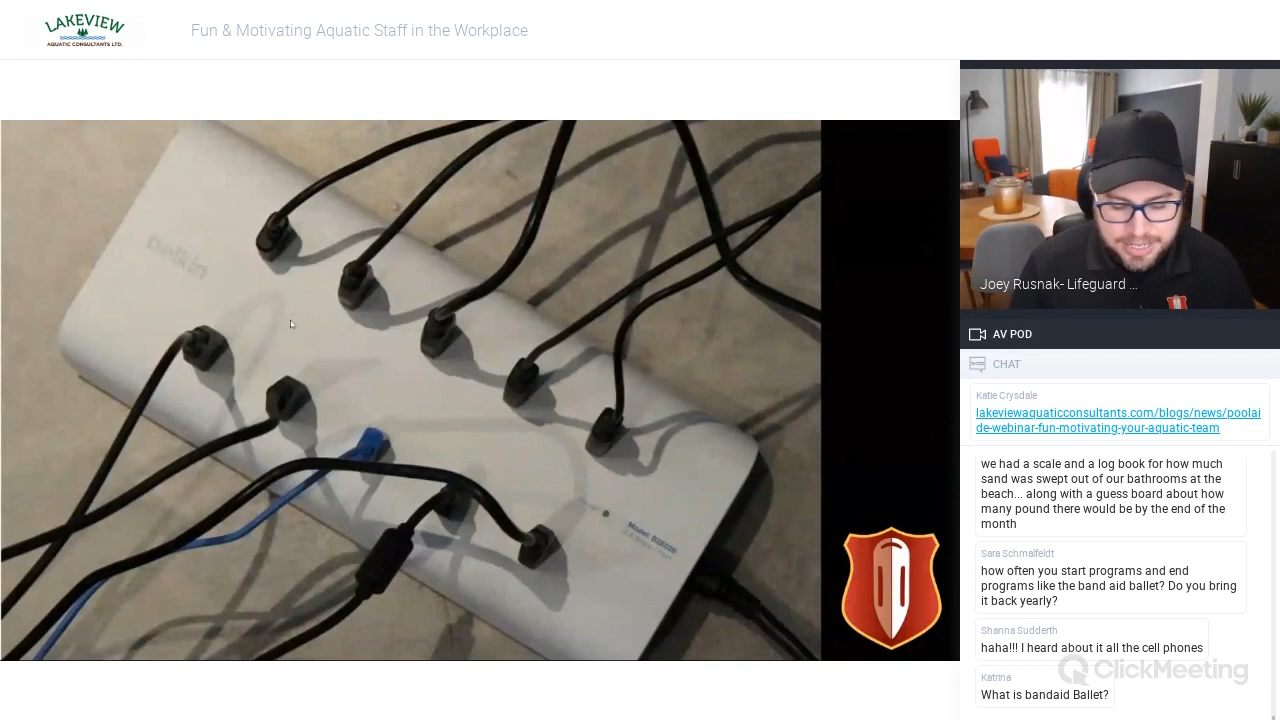 LAKEVIEW
AQUATIC CONSULTANTS LTD.
Fun & Motivating Aquatic Staff in the Workplace
belkin
Joey Rusnak- Lifeguard ...
AV POD
CHAT
Katie Crysdale
lakeviewaquaticconsultants.com/blogs/news/poolai
de-webinar-fun-motivating-your-aquatic-team
we had a scale and a log book for how much
sand was swept out of our bathrooms at the
beach... along with a guess board about how
many pound there would be by the end of the
month
Sara Schmalfeldt
how often you start programs and end
programs like the band aid ballet? Do you bring
it back yearly?
Shanna Sudderth
haha!!! I heard about it all the cell phones
Katrina
What is bandaid Ballet?
ClickMeeting